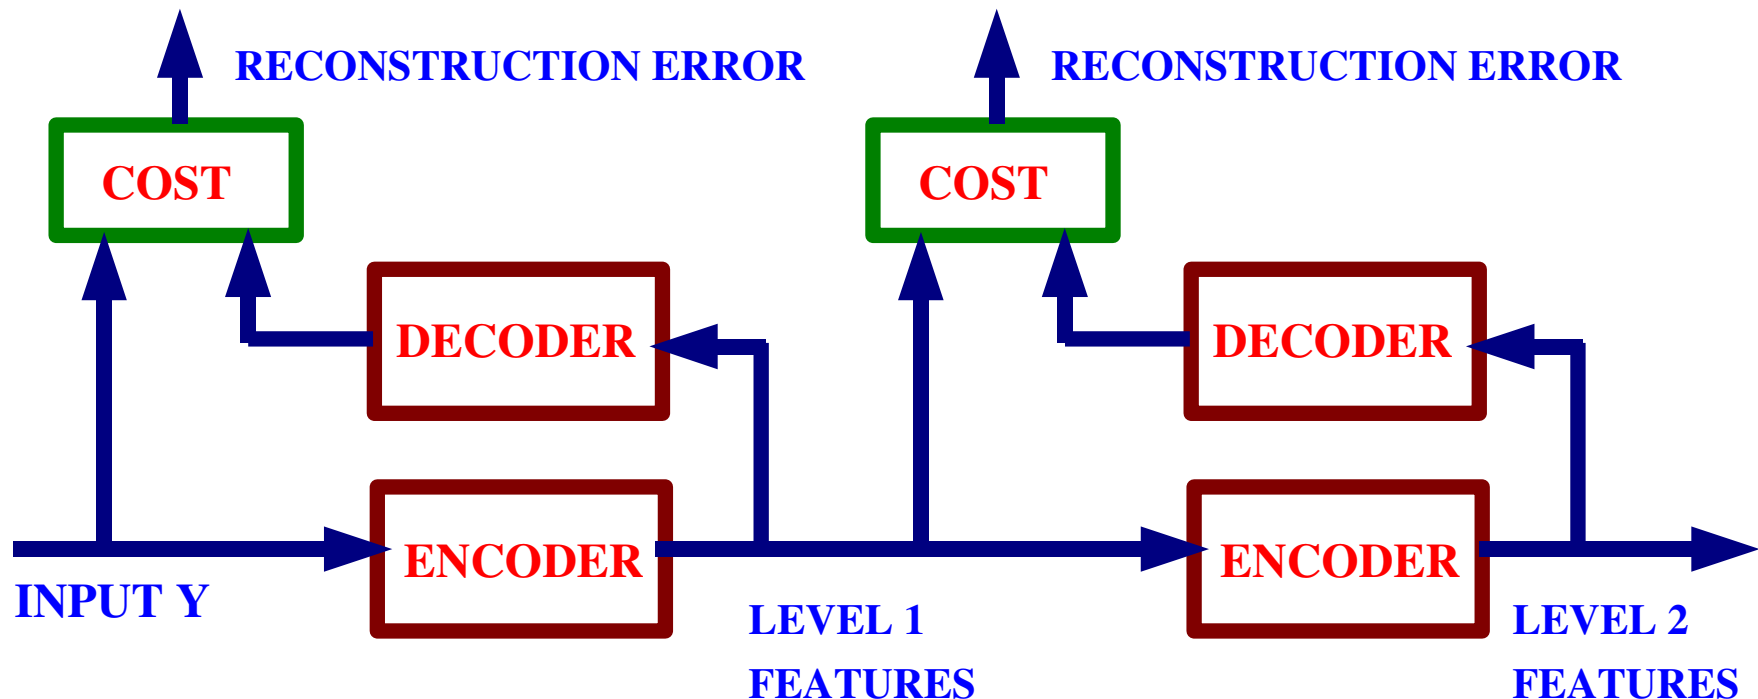 RECONSTRUCTION ERROR
RECONSTRUCTION ERROR
COST
COST
DECODER
DECODER
ENCODER
ENCODER
INPUT Y
LEVEL 1
FEATURES
LEVEL 2
FEATURES